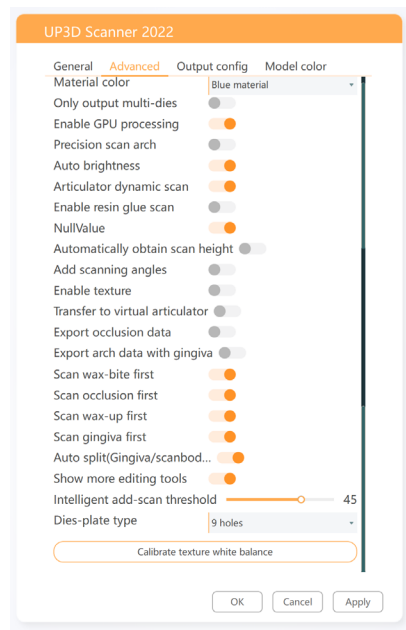 UP3D Scanner 2022
General Advanced Output config Model color
Material color Blue material
Only output multi-dies
Enable GPU processing
Precision scan arch
Auto brightness
Articulator dynamic scan
Enable resin glue scan
NullValue
Automatically obtain scan height
Add scanning angles
Enable texture
Transfer to virtual articulator
Export occlusion data
Export arch data with gingiva
Scan wax-bite first
Scan occlusion first
Scan wax-up first
Scan gingiva first
Auto split(Gingiva/scanbod...
Show more editing tools
Intelligent add-scan threshold 45
Dies-plate type 9 holes
Calibrate texture white balance
OK Cancel Apply